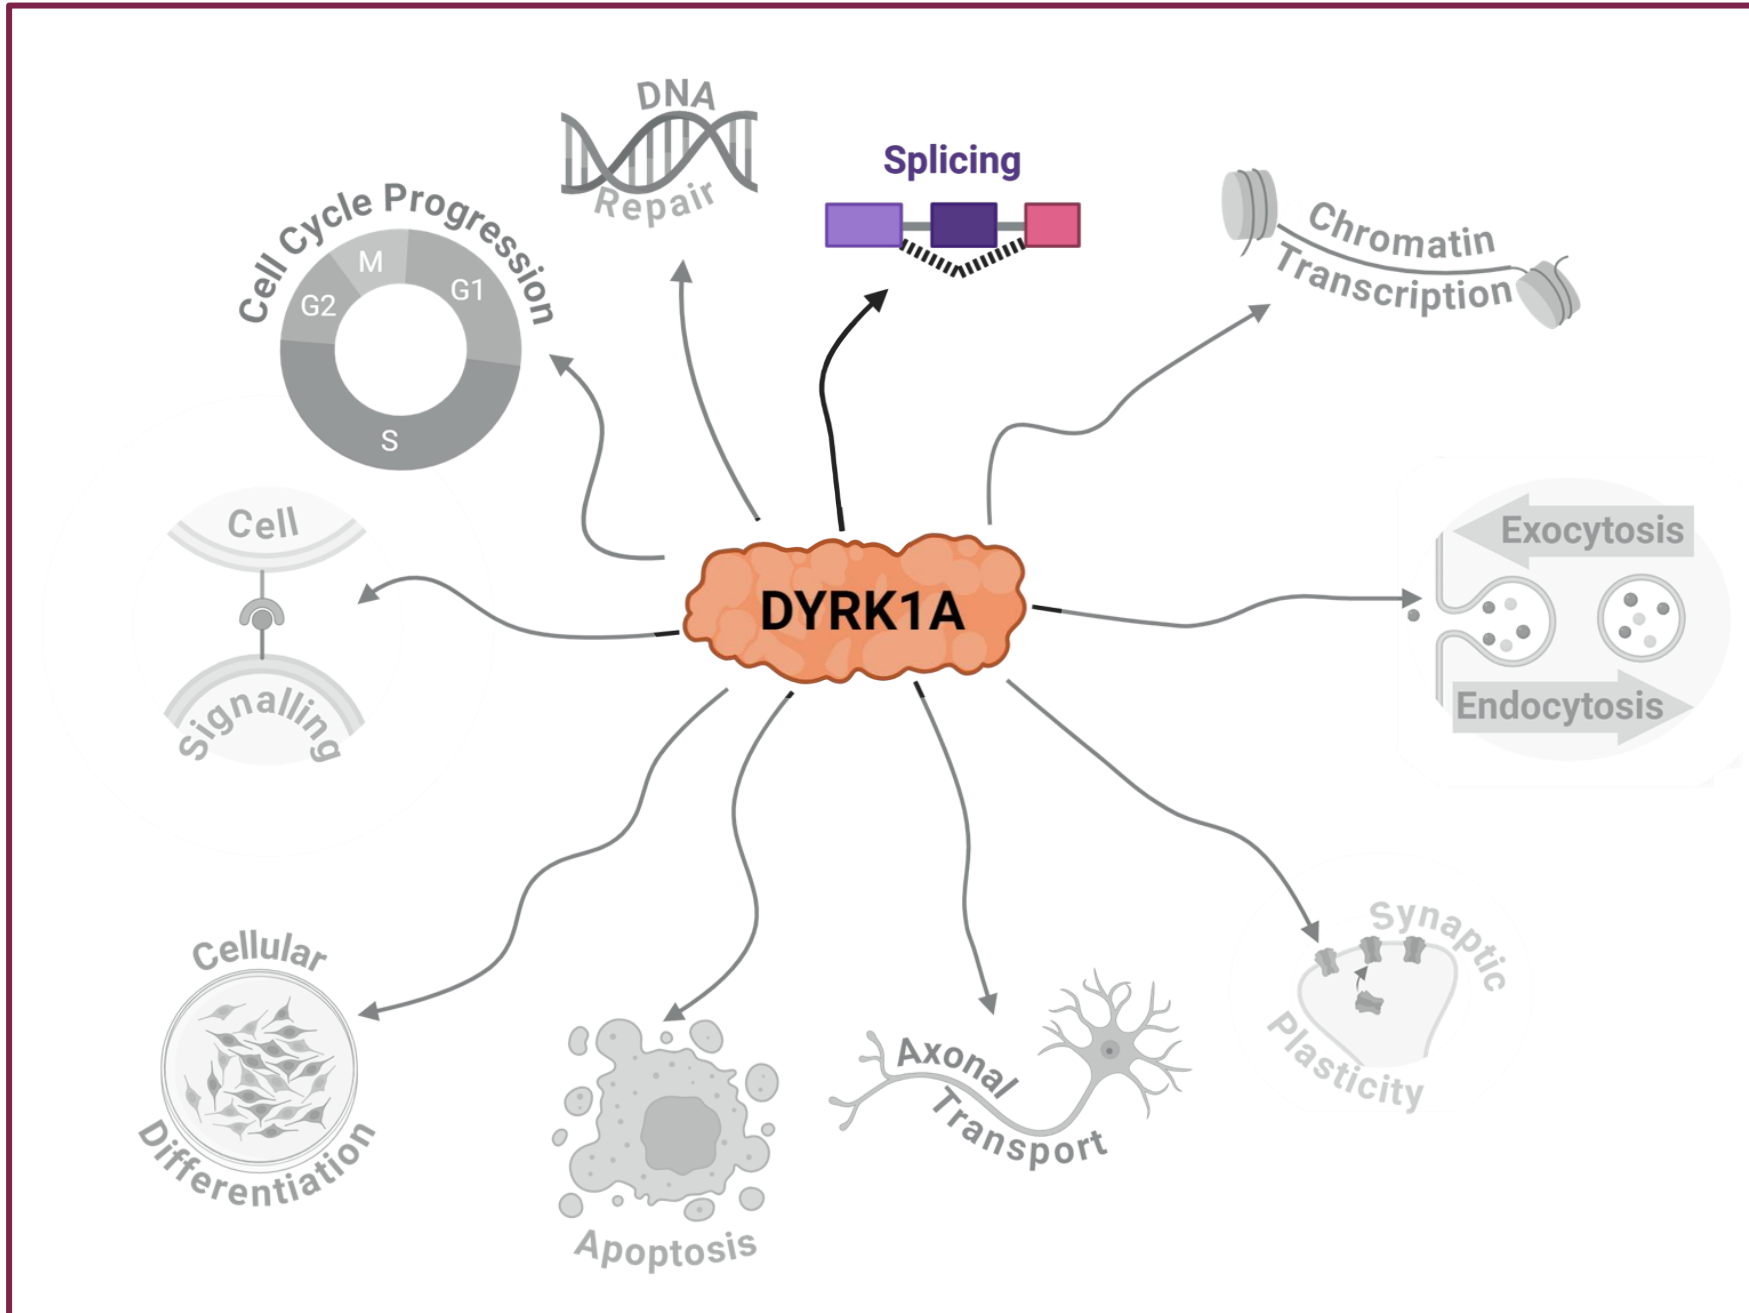 DNA
Repair
Splicing
Chromatin
Transcription
Cell Cycle Progression
M
G1
G2
S
Cell
Signalling
DYRK1A
Exocytosis
Endocytosis
Synaptic
Plasticity
Cellular
Differentiation
Axonal
Transport
Apoptosis